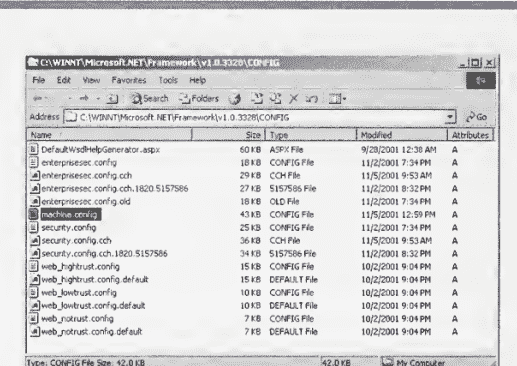 C:\WINNT\Microsoft.NET\Framework\v1.0.3328\CONFIG
File Edit View Favorites Tools Help
Search Folders
Address C:\WINNT\Microsoft.NET\Framework\v1.0.3328\CONFIG Go
Name Size Type Modified Attributes
DefaultWsdlHelpGenerator.aspx 60 KB ASPX File 9/28/2001 12:38 AM A
enterprisesec.config 18 KB CONFIG File 11/2/2001 7:34 PM A
enterprisesec.config.cch 29 KB CCH File 11/5/2001 9:53 AM A
enterprisesec.config.cch.1820.5157586 27 KB 5157586 File 11/2/2001 8:32 PM A
enterprisesec.config.old 18 KB OLD File 11/2/2001 7:34 PM A
machine.config 43 KB CONFIG File 11/5/2001 12:59 PM A
security.config 25 KB CONFIG File 11/2/2001 7:34 PM A
security.config.cch 36 KB CCH File 11/5/2001 9:53 AM A
security.config.cch.1820.5157586 34 KB 5157586 File 11/2/2001 8:32 PM A
web_hightrust.config 15 KB CONFIG File 10/2/2001 9:04 PM A
web_hightrust.config.default 15 KB DEFAULT File 10/2/2001 9:04 PM A
web_lowtrust.config 10 KB CONFIG File 10/2/2001 9:04 PM A
web_lowtrust.config.default 10 KB DEFAULT File 10/2/2001 9:04 PM A
web_notrust.config 7 KB CONFIG File 10/2/2001 9:04 PM A
web_notrust.config.default 7 KB DEFAULT File 10/2/2001 9:04 PM A
Type: CONFIG File Size: 42.0 KB 42.0 KB My Computer